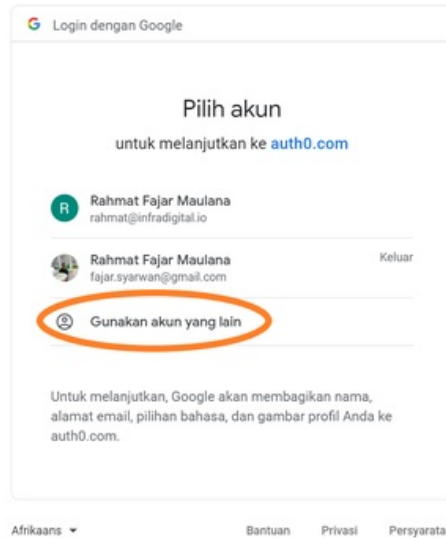 Login dengan Google
Pilih akun
untuk melanjutkan ke auth0.com
R
Rahmat Fajar Maulana
rahmat@infradigital.io
Rahmat Fajar Maulana
Keluar
fajar.syarwan@gmail.com
Gunakan akun yang lain
Untuk melanjutkan, Google akan membagikan nama,
alamat email, pilihan bahasa, dan gambar profil Anda ke
auth0.com.
Afrikaans
Bantuan
Privasi
Persyarata